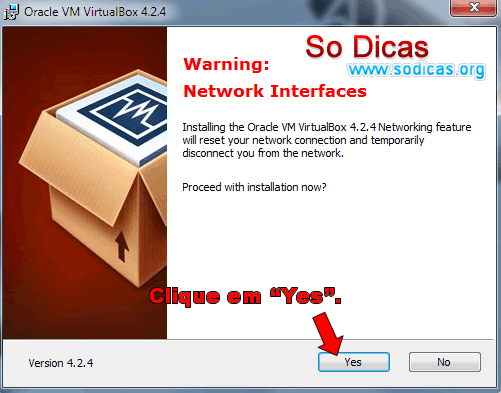 Oracle VM VirtualBox 4.2.4
So Dicas
www.sodicas.org
Warning:
Network Interfaces
Installing the Oracle VM VirtualBox 4.2.4 Networking feature
will reset your network connection and temporarily
disconnect you from the network.
Proceed with installation now?
Clique em “Yes”.
Version 4.2.4
Yes
No